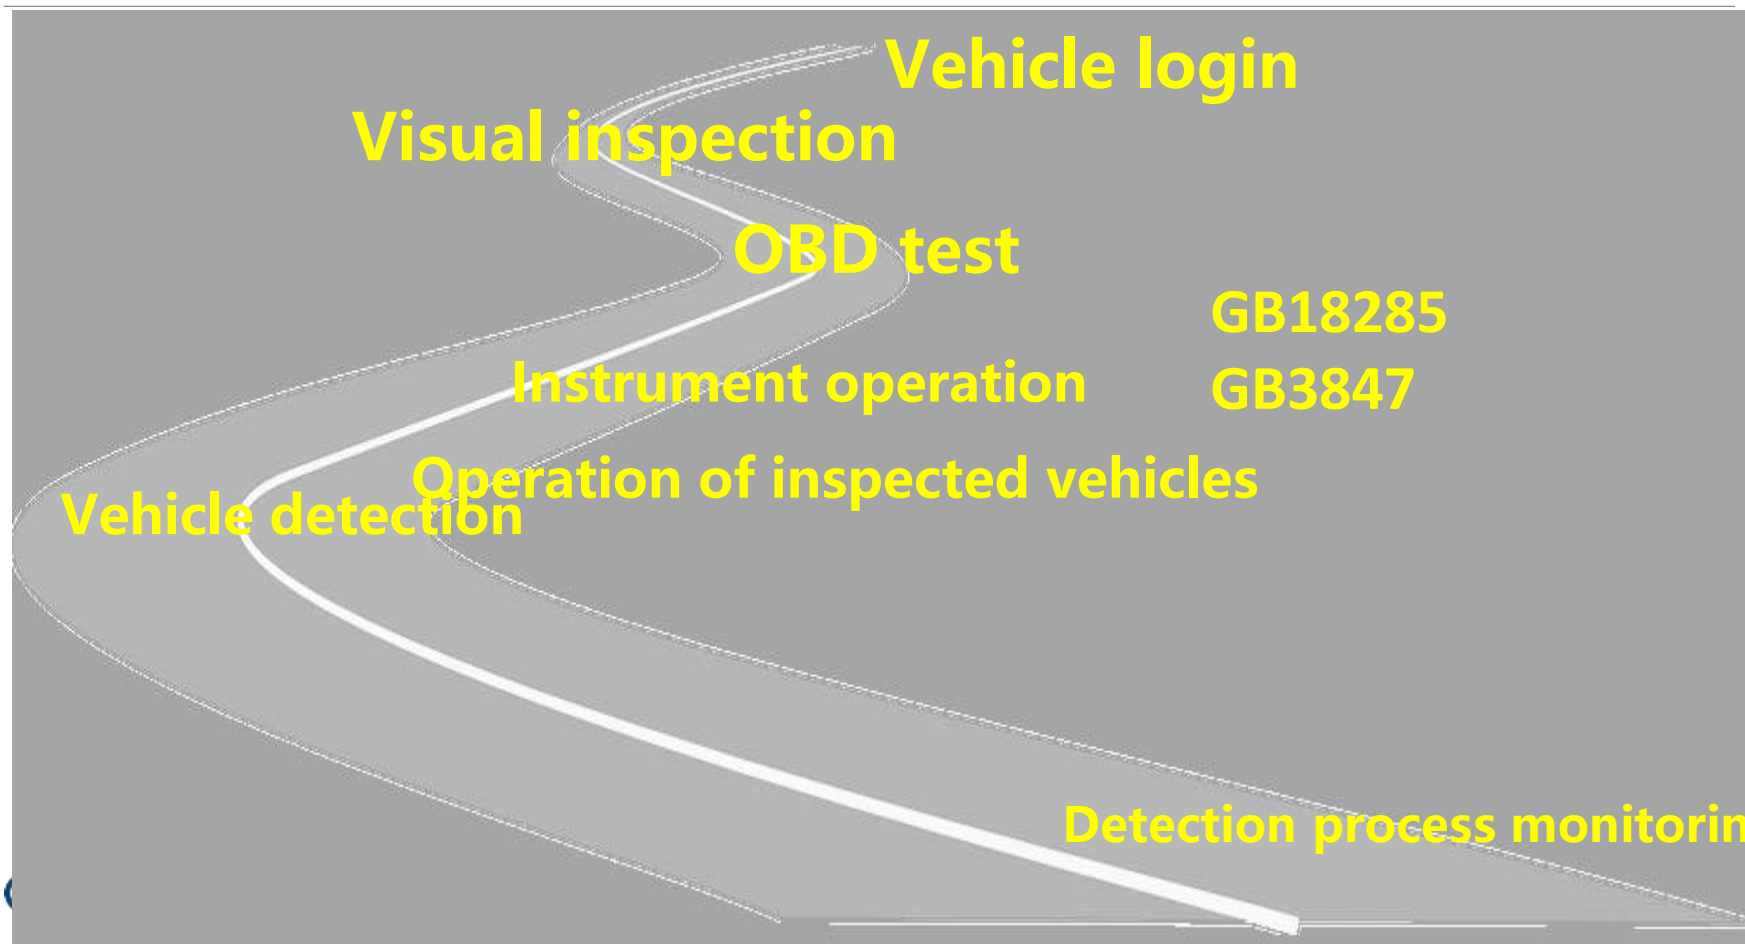 Vehicle login
Visual inspection
OBD test
GB18285
Instrument operation
GB3847
Operation of inspected vehicles
Vehicle detection
Detection process monitorin